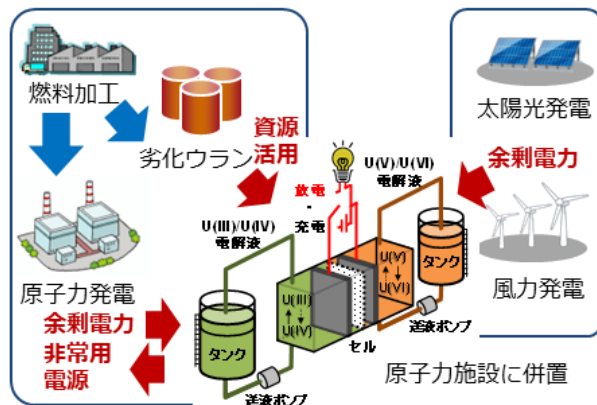 燃料加工
劣化ウラン
資源
活用
太陽光発電
余剰電力
風力発電
原子力発電
余剰電力
非常用
電源
U(III)/U(IV)
電解液
放電
・
充電
U(V)/U(VI)
電解液
タンク
U(III)
U(IV)
U(V)
U(VI)
タンク
セル
送液ポンプ
送液ポンプ
原子力施設に併置